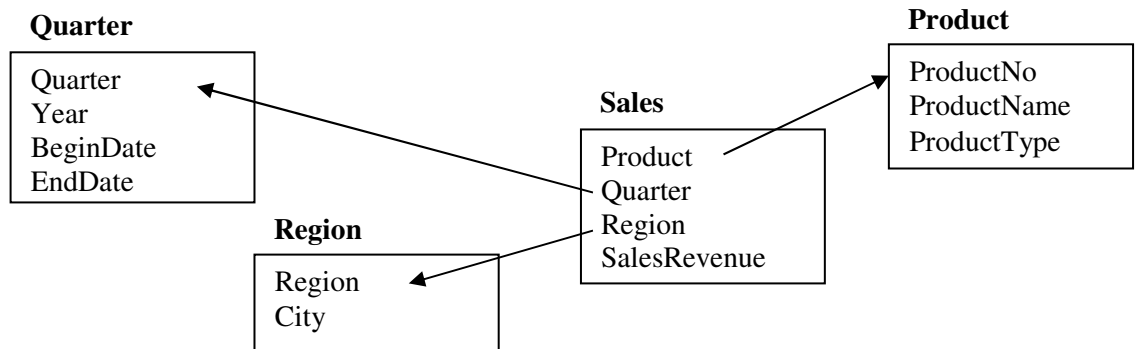 Quarter
Quarter
Year
BeginDate
EndDate
Region
Region
City
Sales
Product
Quarter
Region
SalesRevenue
Product
ProductNo
ProductName
ProductType